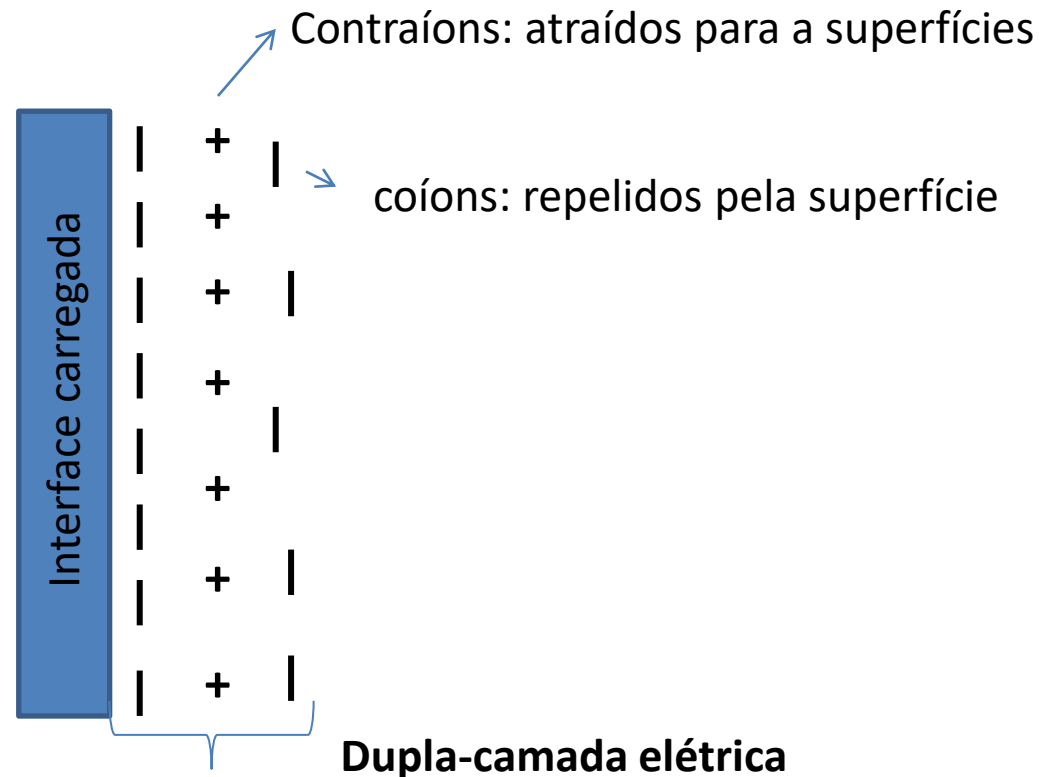 Contraíons: atraídos para a superfícies
coíons: repelidos pela superfície
Interface carregada
Dupla-camada elétrica